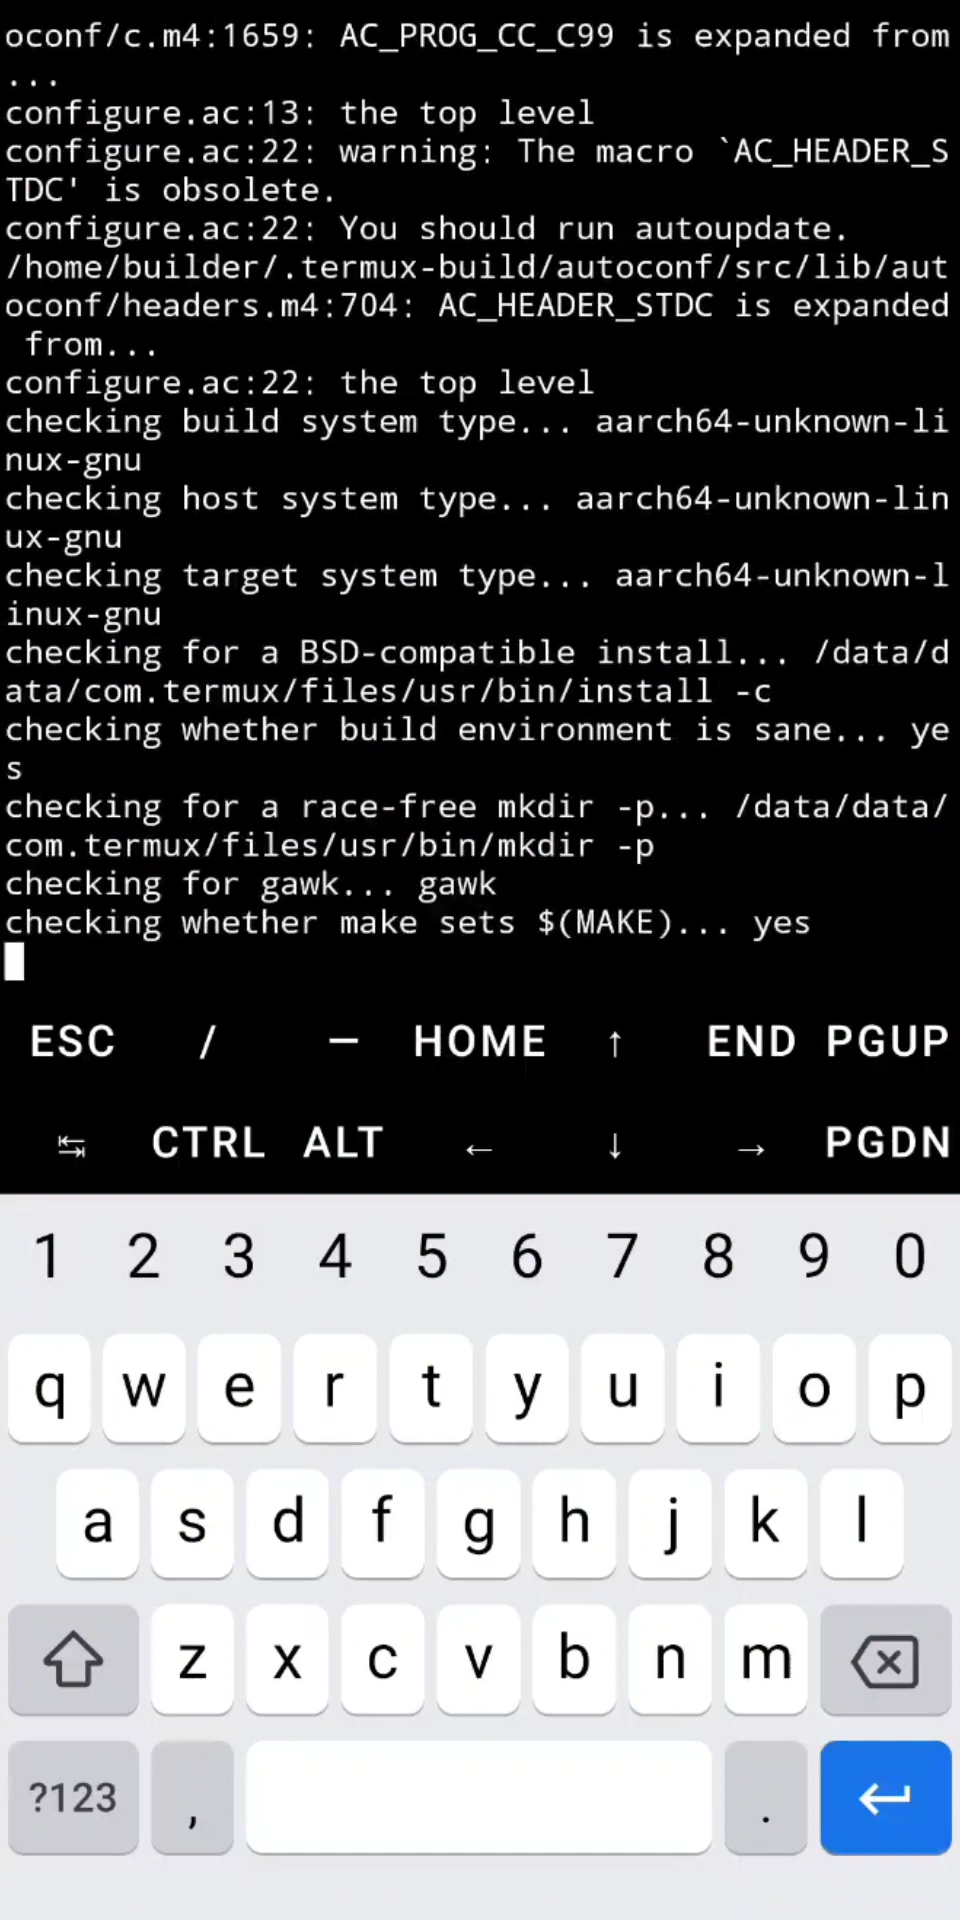 oconf/c.m4:1659: AC_PROG_CC_C99 is expanded from
...
configure.ac:13: the top level
configure.ac:22: warning: The macro `AC_HEADER_S
TDC' is obsolete.
configure.ac:22: You should run autoupdate.
/home/builder/.termux-build/autoconf/src/lib/aut
oconf/headers.m4:704: AC_HEADER_STDC is expanded
 from...
configure.ac:22: the top level
checking build system type... aarch64-unknown-li
nux-gnu
checking host system type... aarch64-unknown-lin
ux-gnu
checking target system type... aarch64-unknown-l
inux-gnu
checking for a BSD-compatible install... /data/d
ata/com.termux/files/usr/bin/install -c
checking whether build environment is sane... ye
s
checking for a race-free mkdir -p... /data/data/
com.termux/files/usr/bin/mkdir -p
checking for gawk... gawk
checking whether make sets $(MAKE)... yes
ESC / — HOME ↑ END PGUP
↹ CTRL ALT ← ↓ → PGDN
1 2 3 4 5 6 7 8 9 0
q w e r t y u i o p
a s d f g h j k l
z x c v b n m
?123 , .